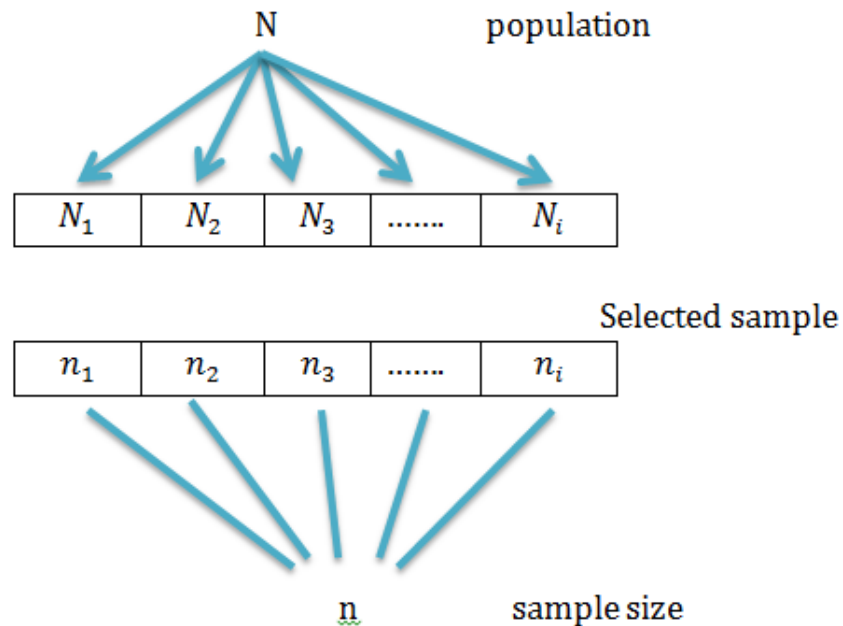 N population
N₁ N₂ N₃ ....... Nᵢ
Selected sample
n₁ n₂ n₃ ....... nᵢ
n sample size